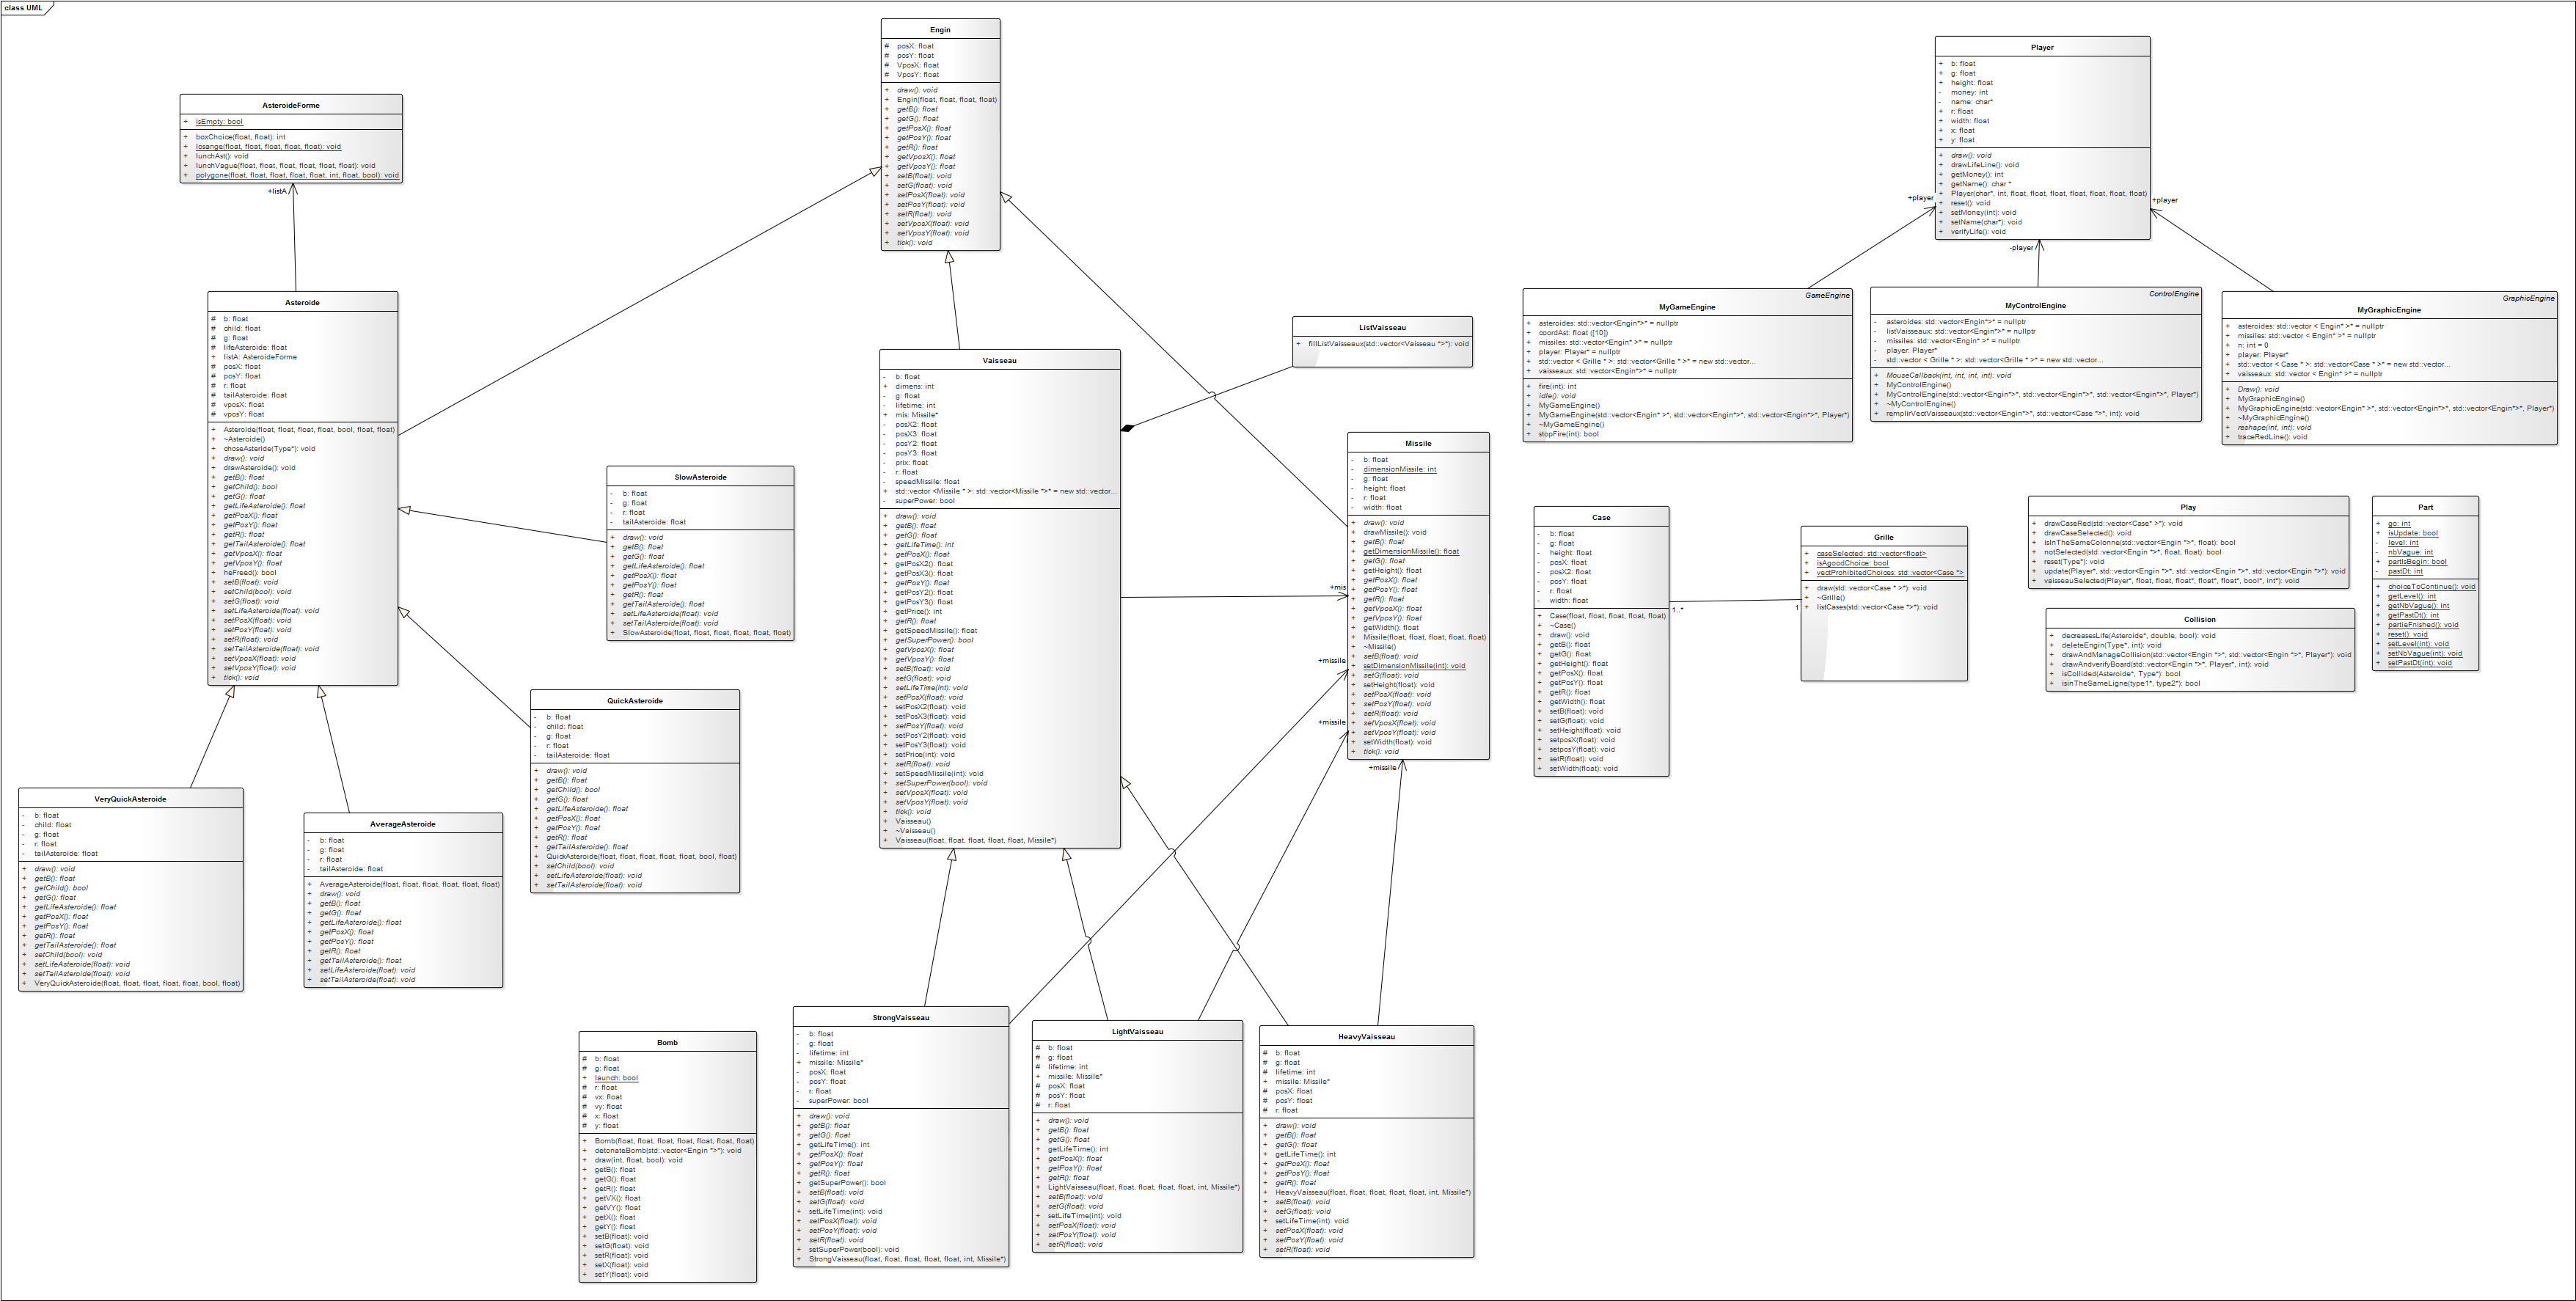 class UML
Engin
# posX: float
# posY: float
# VposX: float
# VposY: float
+ draw(): void
+ Engin(float, float, float, float)
+ getB(): float
+ getG(): float
+ getPosX(): float
+ getPosY(): float
+ getR(): float
+ getVposX(): float
+ getVposY(): float
+ setB(float): void
+ setG(float): void
+ setPosX(float): void
+ setPosY(float): void
+ setR(float): void
+ setVposX(float): void
+ setVposY(float): void
+ tick(): void
Player
+ b: float
+ g: float
+ height: float
- money: int
- name: char*
+ r: float
+ width: float
+ x: float
+ y: float
+ draw(): void
+ drawLifeLine(): void
+ getMoney(): int
+ getName(): char *
+ Player(char*, int, float, float, float, float, float, float, float)
+ reset(): void
+ setMoney(int): void
+ setName(char*): void
+ verifyLife(): void
+player
+player
-player
AsteroideForme
+ isEmpty: bool
+ boxChoice(float, float): int
+ losange(float, float, float, float, float): void
+ lunchAst(): void
+ lunchVague(float, float, float, float, float, float): void
+ polygone(float, float, float, float, float, int, float, bool): void
+listA
Asteroide
# b: float
# child: float
# g: float
# lifeAsteroide: float
+ listA: AsteroideForme
# posX: float
# posY: float
# r: float
# tailAsteroide: float
# vposX: float
# vposY: float
+ Asteroide(float, float, float, float, bool, float, float)
+ ~Asteroide()
+ choseAsteride(Type*): void
+ draw(): void
+ drawAsteroide(): void
+ getB(): float
+ getChild(): bool
+ getG(): float
+ getLifeAsteroide(): float
+ getPosX(): float
+ getPosY(): float
+ getR(): float
+ getTailAsteroide(): float
+ getVposX(): float
+ getVposY(): float
+ heFreed(): bool
+ setB(float): void
+ setChild(bool): void
+ setG(float): void
+ setLifeAsteroide(float): void
+ setPosX(float): void
+ setPosY(float): void
+ setR(float): void
+ setTailAsteroide(float): void
+ setVposX(float): void
+ setVposY(float): void
+ tick(): void
Vaisseau
- b: float
+ dimens: int
- g: float
- lifetime: int
+ mis: Missile*
- posX2: float
- posX3: float
- posY2: float
- posY3: float
- prix: float
- r: float
- speedMissile: float
+ std::vector <Missile * >: std::vector<Missile *>* = new std::vector...
- superPower: bool
+ draw(): void
+ getB(): float
+ getG(): float
+ getLifeTime(): int
+ getPosX(): float
+ getPosX2(): float
+ getPosX3(): float
+ getPosY(): float
+ getPosY2(): float
+ getPosY3(): float
+ getPrice(): int
+ getR(): float
+ getSpeedMissile(): float
+ getSuperPower(): bool
+ getVposX(): float
+ getVposY(): float
+ setB(float): void
+ setG(float): void
+ setLifeTime(int): void
+ setPosX(float): void
+ setPosX2(float): void
+ setPosX3(float): void
+ setPosY(float): void
+ setPosY2(float): void
+ setPosY3(float): void
+ setPrice(int): void
+ setR(float): void
+ setSpeedMissile(int): void
+ setSuperPower(bool): void
+ setVposX(float): void
+ setVposY(float): void
+ tick(): void
+ Vaisseau()
+ ~Vaisseau()
+ Vaisseau(float, float, float, float, float, Missile*)
ListVaisseau
+ fillListVaisseaux(std::vector<Vaisseau *>*): void
Missile
- b: float
- dimensionMissile: int
- g: float
- height: float
- r: float
- width: float
+ draw(): void
+ drawMissile(): void
+ getB(): float
+ getDimensionMissile(): float
+ getG(): float
+ getHeight(): float
+ getPosX(): float
+ getPosY(): float
+ getR(): float
+ getVposX(): float
+ getVposY(): float
+ getWidth(): float
+ Missile(float, float, float, float, float)
+ ~Missile()
+ setB(float): void
+ setDimensionMissile(int): void
+ setG(float): void
+ setHeight(float): void
+ setPosX(float): void
+ setPosY(float): void
+ setR(float): void
+ setVposX(float): void
+ setVposY(float): void
+ setWidth(float): void
+ tick(): void
+mis
+missile
+missile
+missile
GameEngine
MyGameEngine
+ asteroides: std::vector<Engin*>* = nullptr
+ coordAst: float ([10])
+ missiles: std::vector<Engin* >* = nullptr
+ player: Player* = nullptr
+ std::vector < Grille * >: std::vector<Grille * >* = new std::vector...
+ vaisseaux: std::vector<Engin*>* = nullptr
+ fire(int): int
+ idle(): void
+ MyGameEngine()
+ MyGameEngine(std::vector<Engin* >*, std::vector<Engin*>*, std::vector<Engin*>*, Player*)
+ ~MyGameEngine()
+ stopFire(int): bool
ControlEngine
MyControlEngine
- asteroides: std::vector<Engin*>* = nullptr
- listVaisseaux: std::vector<Engin*>* = nullptr
- missiles: std::vector<Engin*>* = nullptr
- player: Player*
- std::vector < Grille * >: std::vector<Grille * >* = new std::vector...
+ MouseCallback(int, int, int, int): void
+ MyControlEngine()
+ MyControlEngine(std::vector<Engin*>*, std::vector<Engin*>*, std::vector<Engin*>*, Player*)
+ ~MyControlEngine()
+ remplirVectVaisseaux(std::vector<Engin*>*, std::vector<Case *>*, int): void
GraphicEngine
MyGraphicEngine
+ asteroides: std::vector < Engin* >* = nullptr
+ missiles: std::vector < Engin* >* = nullptr
+ n: int = 0
+ player: Player*
+ std::vector < Case * >: std::vector<Case * >* = new std::vector...
+ vaisseaux: std::vector < Engin* >* = nullptr
+ Draw(): void
+ MyGraphicEngine()
+ MyGraphicEngine(std::vector<Engin* >*, std::vector<Engin*>*, std::vector<Engin*>*, Player*)
+ ~MyGraphicEngine()
+ reshape(int, int): void
+ traceRedLine(): void
SlowAsteroide
- b: float
- g: float
- r: float
- tailAsteroide: float
+ draw(): void
+ getB(): float
+ getG(): float
+ getLifeAsteroide(): float
+ getPosX(): float
+ getPosY(): float
+ getR(): float
+ getTailAsteroide(): float
+ setLifeAsteroide(float): void
+ setTailAsteroide(float): void
+ SlowAsteroide(float, float, float, float, float, float)
QuickAsteroide
- b: float
- child: float
- g: float
- r: float
- tailAsteroide: float
+ draw(): void
+ getB(): float
+ getChild(): bool
+ getG(): float
+ getLifeAsteroide(): float
+ getPosX(): float
+ getPosY(): float
+ getR(): float
+ getTailAsteroide(): float
+ QuickAsteroide(float, float, float, float, float, bool, float)
+ setChild(bool): void
+ setLifeAsteroide(float): void
+ setTailAsteroide(float): void
Case
- b: float
- g: float
- height: float
- posX: float
- posX2: float
- posY: float
- r: float
- width: float
+ Case(float, float, float, float, float)
+ ~Case()
+ draw(): void
+ getB(): float
+ getG(): float
+ getHeight(): float
+ getPosX(): float
+ getPosY(): float
+ getR(): float
+ getWidth(): float
+ setB(float): void
+ setG(float): void
+ setHeight(float): void
+ setposX(float): void
+ setposY(float): void
+ setR(float): void
+ setWidth(float): void
1..*
1
Grille
+ caseSelected: std::vector<float>
+ isAgoodChoice: bool
+ vectProhibitedChoices: std::vector<Case *>
+ draw(std::vector<Case * >*): void
+ ~Grille()
+ listCases(std::vector<Case *>*): void
Play
+ drawCaseRed(std::vector<Case* >*): void
+ drawCaseSelected(): void
+ isInTheSameColonne(std::vector<Engin *>*, float): bool
+ notSelected(std::vector<Engin *>*, float, float): bool
+ reset(Type*): void
+ update(Player*, std::vector<Engin *>*, std::vector<Engin *>*, std::vector<Engin *>*): void
+ vaisseauSelected(Player*, float, float, float*, float*, float*, bool*, int*): void
Part
+ go: int
+ isUpdate: bool
- level: int
- nbVague: int
+ partIsBegin: bool
- pastDt: int
+ choiceToContinue(): void
+ getLevel(): int
+ getNbVague(): int
+ getPastDt(): int
+ partieFnished(): void
+ reset(): void
+ setLevel(int): void
+ setNbVague(int): void
+ setPastDt(int): void
Collision
+ decreasesLife(Asteroide*, double, bool): void
+ deleteEngin(Type*, int): void
+ drawAndManageCollision(std::vector<Engin *>*, std::vector<Engin *>*, Player*): void
+ drawAndverifyBoard(std::vector<Engin *>*, Player*, int): void
+ isCollided(Asteroide*, Type*): bool
+ isinTheSameLigne(type1*, type2*): bool
VeryQuickAsteroide
- b: float
- child: float
- g: float
- r: float
- tailAsteroide: float
+ draw(): void
+ getB(): float
+ getChild(): bool
+ getG(): float
+ getLifeAsteroide(): float
+ getPosX(): float
+ getPosY(): float
+ getR(): float
+ getTailAsteroide(): float
+ setChild(bool): void
+ setLifeAsteroide(float): void
+ setTailAsteroide(float): void
+ VeryQuickAsteroide(float, float, float, float, float, bool, float)
AverageAsteroide
- b: float
- g: float
- r: float
- tailAsteroide: float
+ AverageAsteroide(float, float, float, float, float, float)
+ draw(): void
+ getB(): float
+ getG(): float
+ getLifeAsteroide(): float
+ getPosX(): float
+ getPosY(): float
+ getR(): float
+ getTailAsteroide(): float
+ setLifeAsteroide(float): void
+ setTailAsteroide(float): void
Bomb
# b: float
# g: float
+ launch: bool
# r: float
# vx: float
# vy: float
# x: float
# y: float
+ Bomb(float, float, float, float, float, float, float)
+ detonateBomb(std::vector<Engin *>*): void
+ draw(int, float, bool): void
+ getB(): float
+ getG(): float
+ getR(): float
+ getVX(): float
+ getVY(): float
+ getX(): float
+ getY(): float
+ setB(float): void
+ setG(float): void
+ setR(float): void
+ setX(float): void
+ setY(float): void
StrongVaisseau
- b: float
- g: float
- lifetime: int
+ missile: Missile*
- posX: float
- posY: float
- r: float
- superPower: bool
+ draw(): void
+ getB(): float
+ getG(): float
+ getLifeTime(): int
+ getPosX(): float
+ getPosY(): float
+ getR(): float
+ getSuperPower(): bool
+ setB(float): void
+ setG(float): void
+ setLifeTime(int): void
+ setPosX(float): void
+ setPosY(float): void
+ setR(float): void
+ setSuperPower(bool): void
+ StrongVaisseau(float, float, float, float, float, int, Missile*)
LightVaisseau
# b: float
# g: float
# lifetime: int
+ missile: Missile*
# posX: float
# posY: float
# r: float
+ draw(): void
+ getB(): float
+ getG(): float
+ getLifeTime(): int
+ getPosX(): float
+ getPosY(): float
+ getR(): float
+ LightVaisseau(float, float, float, float, float, int, Missile*)
+ setB(float): void
+ setG(float): void
+ setLifeTime(int): void
+ setPosX(float): void
+ setPosY(float): void
+ setR(float): void
HeavyVaisseau
# b: float
# g: float
# lifetime: int
+ missile: Missile*
# posX: float
# posY: float
# r: float
+ draw(): void
+ getB(): float
+ getG(): float
+ getLifeTime(): int
+ getPosX(): float
+ getPosY(): float
+ getR(): float
+ HeavyVaisseau(float, float, float, float, float, int, Missile*)
+ setB(float): void
+ setG(float): void
+ setLifeTime(int): void
+ setPosX(float): void
+ setPosY(float): void
+ setR(float): void